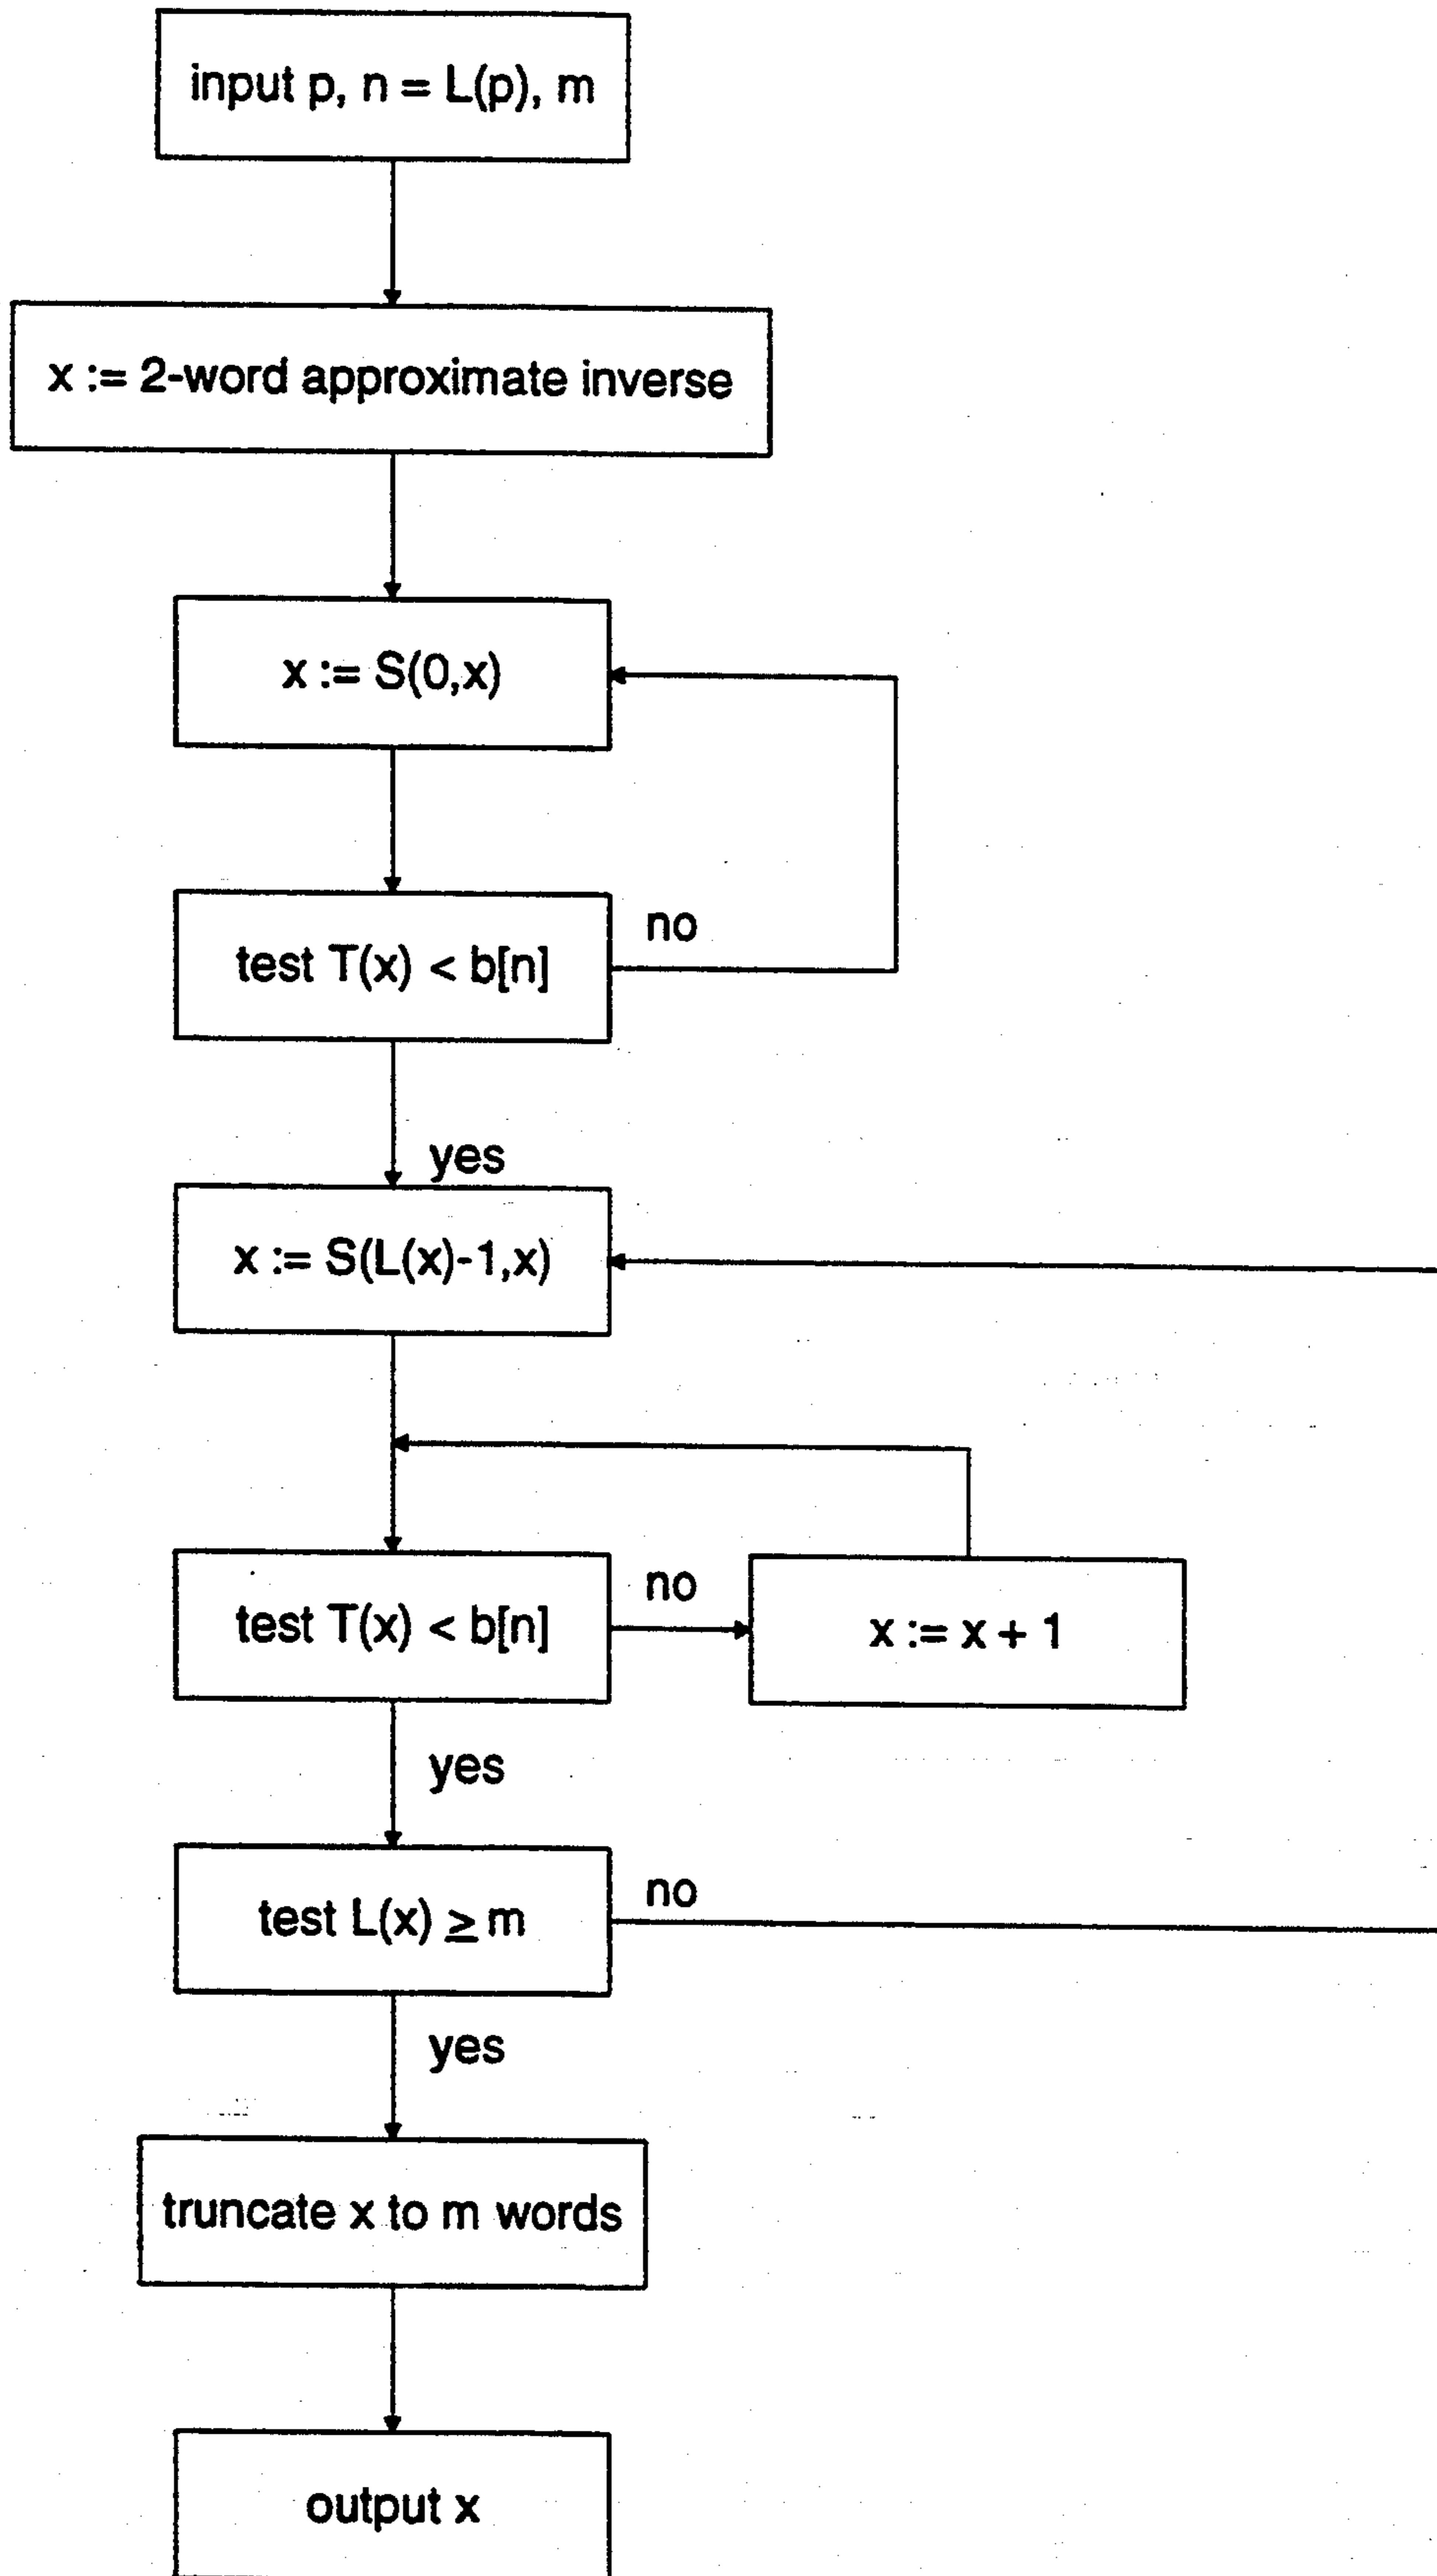 input p, n = L(p), m
x := 2-word approximate inverse
x := S(0,x)
test T(x) < b[n]
no
yes
x := S(L(x)-1,x)
test T(x) < b[n]
no
x := x + 1
yes
test L(x) ≥ m
no
yes
truncate x to m words
output x